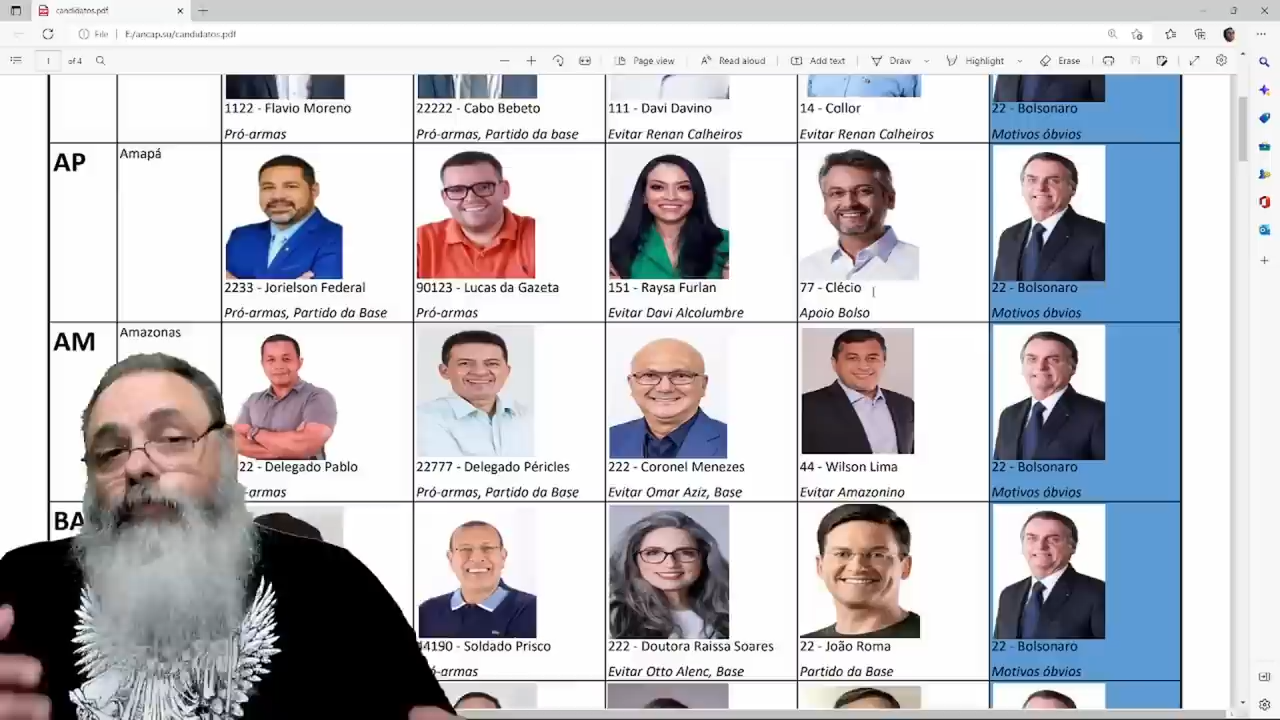 candidatos.pdf
File
E:/ancap.su/candidatos.pdf
1 of 4
Page view
Read aloud
Add text
Draw
Highlight
Erase
1122 - Flavio Moreno
Pró-armas
22222 - Cabo Bebeto
Pró-armas, Partido da base
111 - Davi Davino
Evitar Renan Calheiros
14 - Collor
Evitar Renan Calheiros
22 - Bolsonaro
Motivos óbvios
AP
Amapá
2233 - Jorielson Federal
Pró-armas, Partido da Base
90123 - Lucas da Gazeta
Pró-armas
151 - Raysa Furlan
Evitar Davi Alcolumbre
77 - Clécio
Apoio Bolso
22 - Bolsonaro
Motivos óbvios
AM
Amazonas
22 - Delegado Pablo
-armas
22777 - Delegado Péricles
Pró-armas, Partido da Base
222 - Coronel Menezes
Evitar Omar Aziz, Base
44 - Wilson Lima
Evitar Amazonino
22 - Bolsonaro
Motivos óbvios
BA
44190 - Soldado Prisco
-armas
222 - Doutora Raissa Soares
Evitar Otto Alenc, Base
22 - João Roma
Partido da Base
22 - Bolsonaro
Motivos óbvios